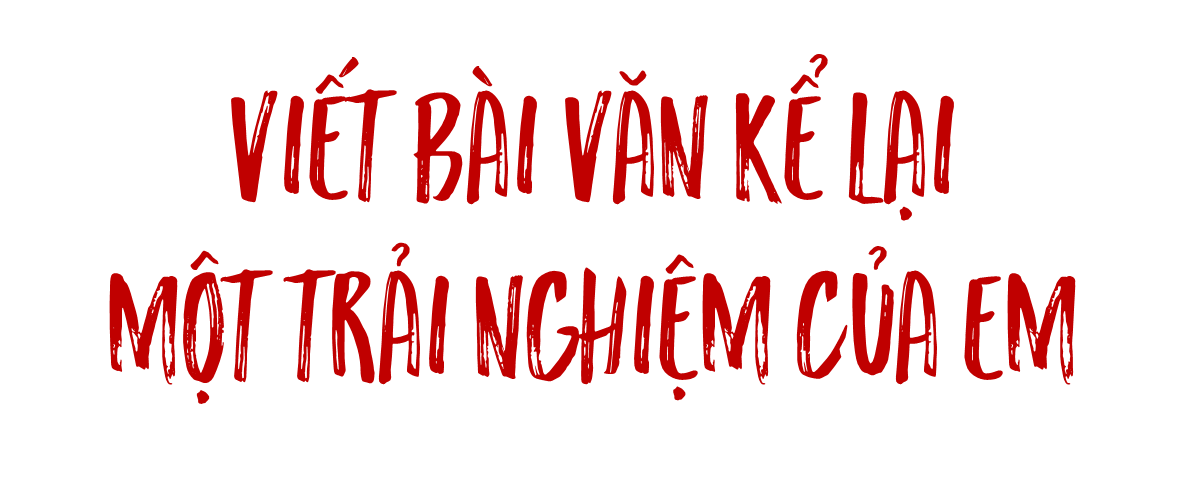 VIẾT BÀI VĂN KỂ LẠI
MỘT TRẢI NGHIỆM CỦA EM